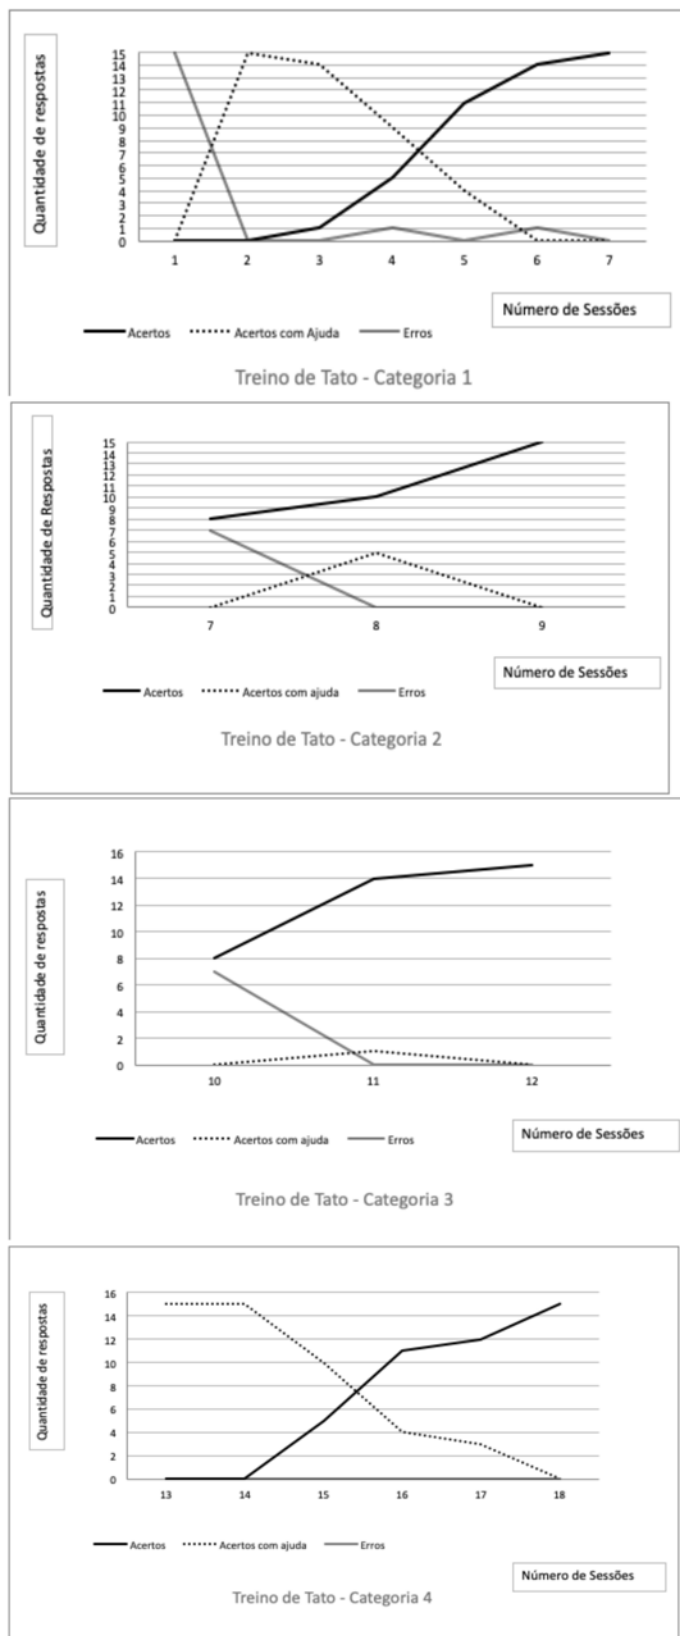 Quantidade de respostas
15
14
13
12
11
10
9
8
7
6
5
4
3
2
1
0
1 2 3 4 5 6 7
Número de Sessões
Acertos Acertos com Ajuda Erros
Treino de Tato - Categoria 1
Quantidade de Respostas
15
14
13
12
11
10
9
8
7
6
5
4
3
2
1
0
7 8 9
Número de Sessões
Acertos Acertos com ajuda Erros
Treino de Tato - Categoria 2
Quantidade de respostas
16
14
12
10
8
6
4
2
0
10 11 12
Número de Sessões
Acertos Acertos com ajuda Erros
Treino de Tato - Categoria 3
Quantidade de respostas
16
14
12
10
8
6
4
2
0
13 14 15 16 17 18
Acertos Acertos com ajuda Erros
Número de Sessões
Treino de Tato - Categoria 4